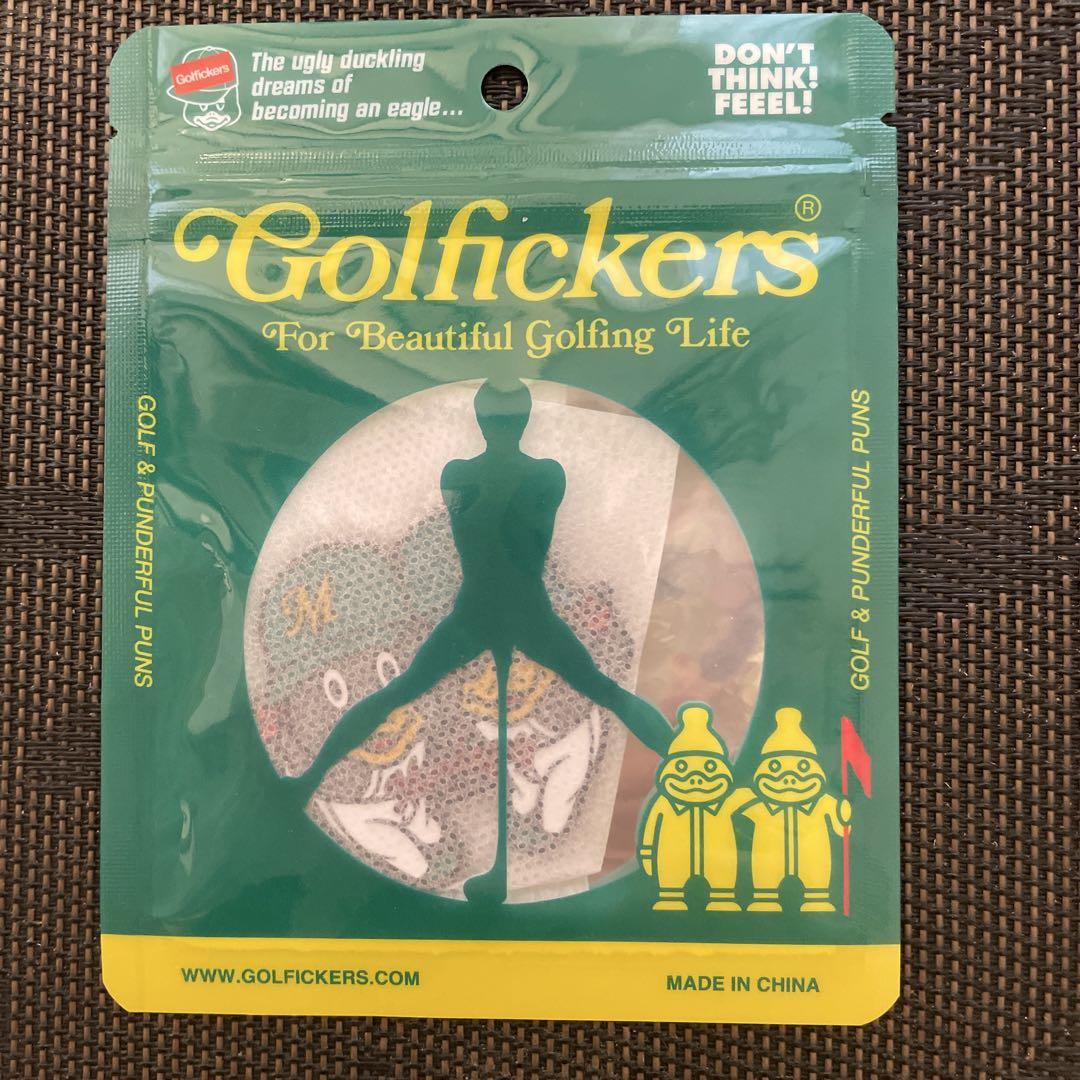 Golfickers
The ugly duckling
dreams of
becoming an eagle...
DON'T
THINK!
FEEEL!
Golfickers®
For Beautiful Golfing Life
GOLF & PUNDERFUL PUNS
M
GOLF & PUNDERFUL PUNS
WWW.GOLFICKERS.COM
MADE IN CHINA